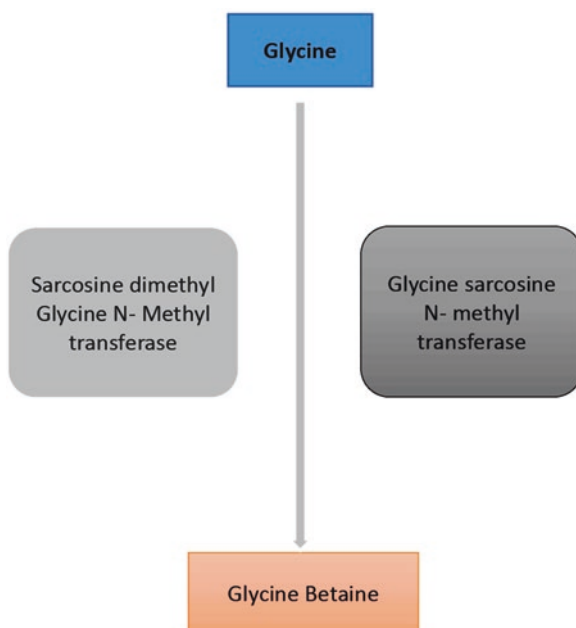 Glycine
Sarcosine dimethyl
Glycine N- Methyl
transferase
Glycine sarcosine
N- methyl
transferase
Glycine Betaine